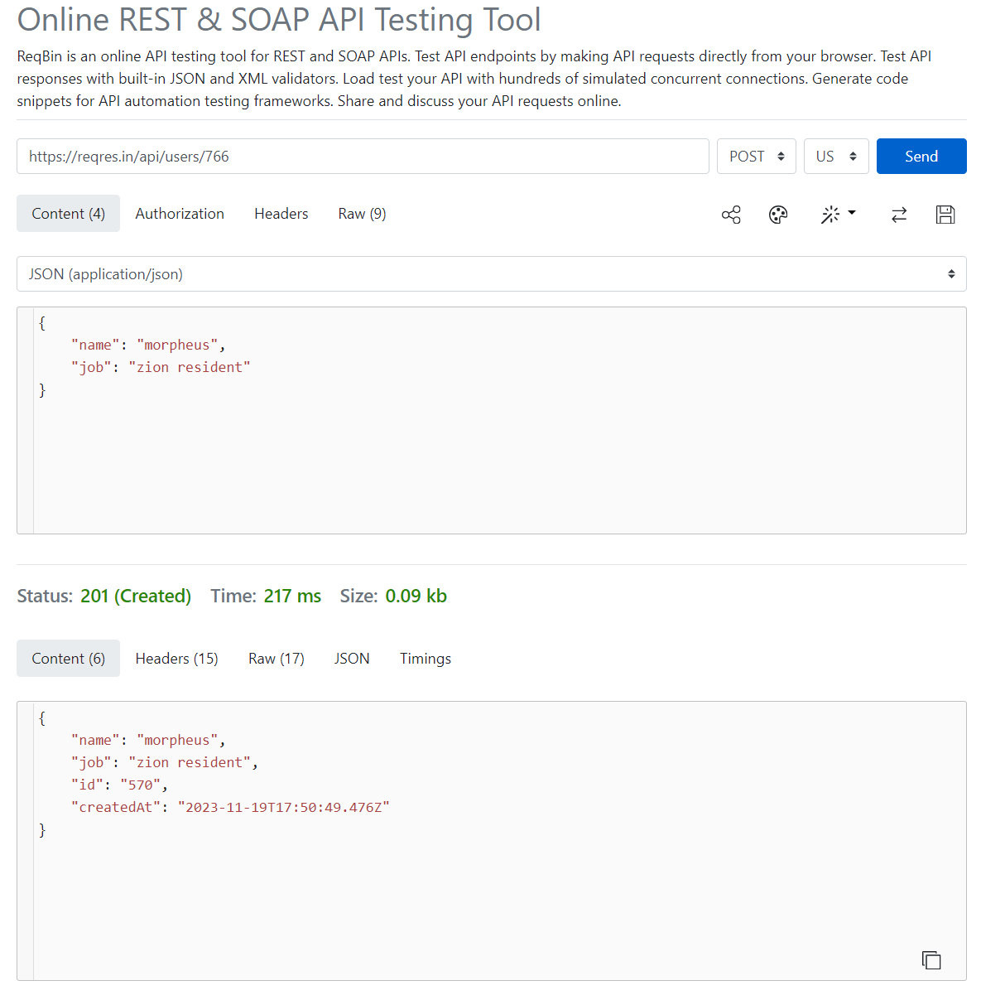 Online REST & SOAP API Testing Tool
ReqBin is an online API testing tool for REST and SOAP APIs. Test API endpoints by making API requests directly from your browser. Test API
responses with built-in JSON and XML validators. Load test your API with hundreds of simulated concurrent connections. Generate code
snippets for API automation testing frameworks. Share and discuss your API requests online.
https://reqres.in/api/users/766 POST US Send
Content (4) Authorization Headers Raw (9)
JSON (application/json)
{
    "name": "morpheus",
    "job": "zion resident"
}
Status: 201 (Created) Time: 217 ms Size: 0.09 kb
Content (6) Headers (15) Raw (17) JSON Timings
{
    "name": "morpheus",
    "job": "zion resident",
    "id": "570",
    "createdAt": "2023-11-19T17:50:49.476Z"
}